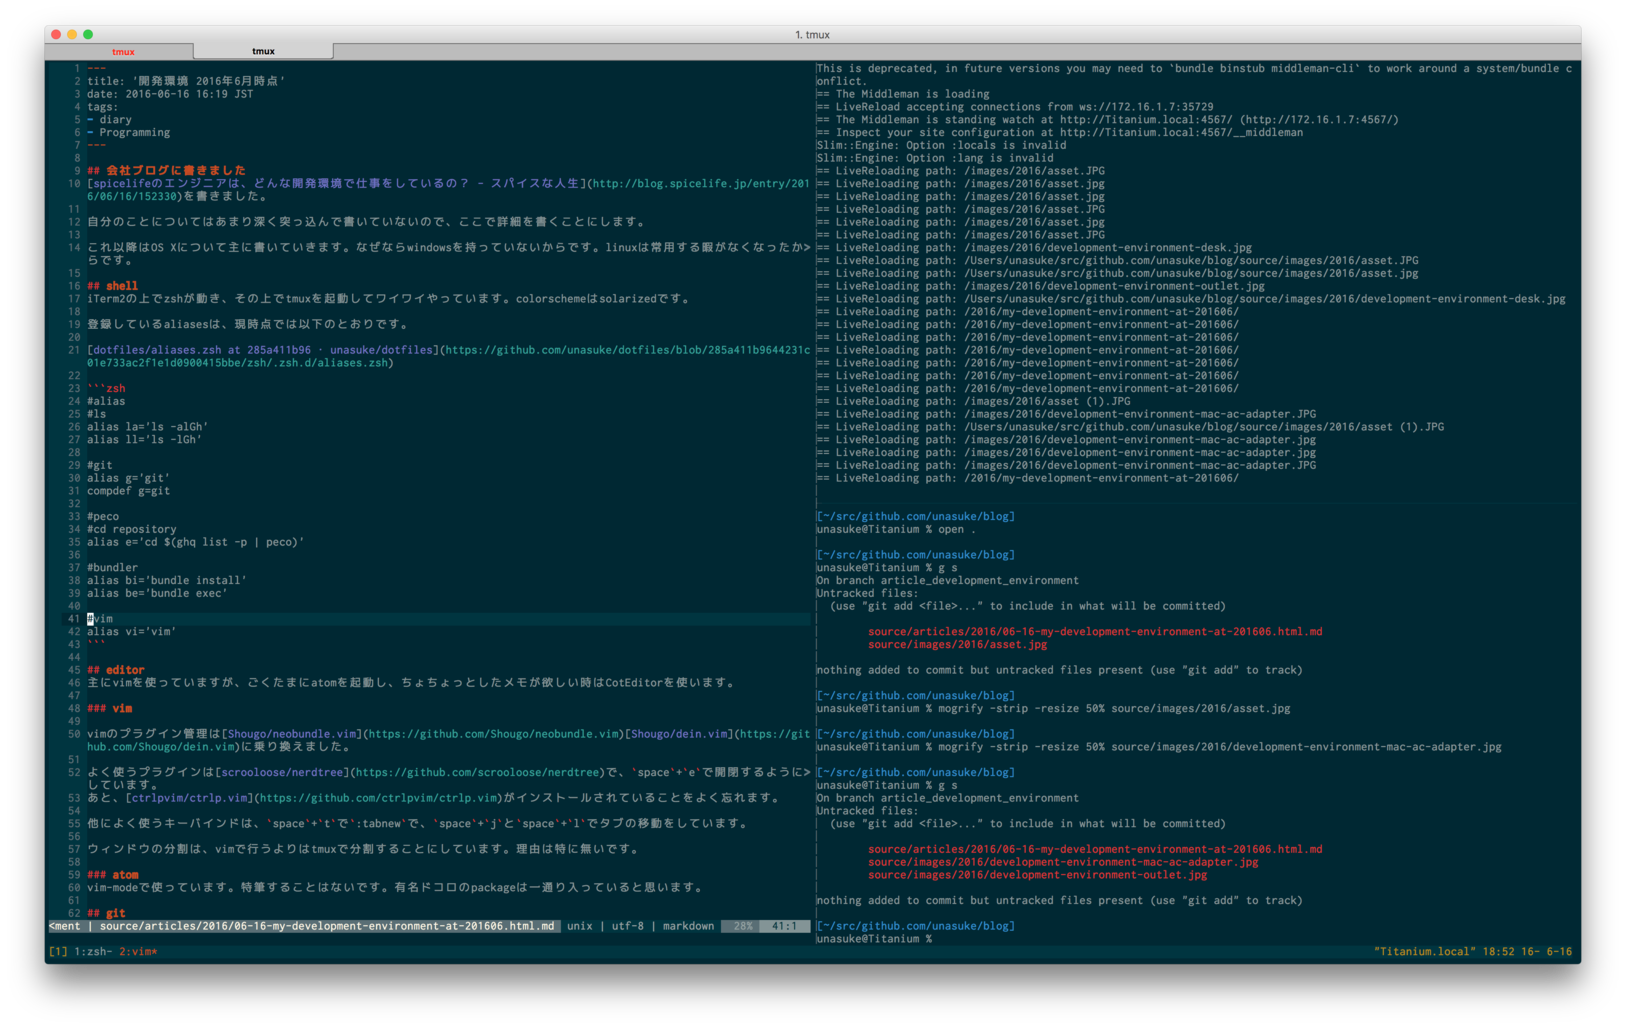 1. tmux
tmux
tmux
1 ---
2 title: '開発環境 2016年6月時点'
3 date: 2016-06-16 16:19 JST
4 tags:
5 - diary
6 - Programming
7 ---
8
9 ## 会社ブログに書きました
10 [spicelifeのエンジニアは、どんな開発環境で仕事をしているの？ - スパイスな人生](http://blog.spicelife.jp/entry/201
6/06/16/152330)を書きました。
11
12 自分のことについてはあまり深く突っ込んで書いていないので、ここで詳細を書くことにします。
13
14 これ以降はOS Xについて主に書いていきます。なぜならwindowsを持っていないからです。linuxは常用する暇がなくなったか>
らです。
15
16 ## shell
17 iTerm2の上でzshが動き、その上でtmuxを起動してワイワイやっています。colorschemeはsolarizedです。
18
19 登録しているaliasesは、現時点では以下のとおりです。
20
21 [dotfiles/aliases.zsh at 285a411b96 · unasuke/dotfiles](https://github.com/unasuke/dotfiles/blob/285a411b9644231c
01e733ac2f1e1d0900415bbe/zsh/.zsh.d/aliases.zsh)
22
23 ```zsh
24 #alias
25 #ls
26 alias la='ls -alGh'
27 alias ll='ls -lGh'
28
29 #git
30 alias g='git'
31 compdef g=git
32
33 #peco
34 #cd repository
35 alias e='cd $(ghq list -p | peco)'
36
37 #bundler
38 alias bi='bundle install'
39 alias be='bundle exec'
40
41 #vim
42 alias vi='vim'
43 ```
44
45 ## editor
46 主にvimを使っていますが、ごくたまにatomを起動し、ちょちょっとしたメモが欲しい時はCotEditorを使います。
47
48 ### vim
49
50 vimのプラグイン管理は[Shougo/neobundle.vim](https://github.com/Shougo/neobundle.vim)[Shougo/dein.vim](https://git
hub.com/Shougo/dein.vim)に乗り換えました。
51
52 よく使うプラグインは[scrooloose/nerdtree](https://github.com/scrooloose/nerdtree)で、`space`+`e`で開閉するように>
しています。
53 あと、[ctrlpvim/ctrlp.vim](https://github.com/ctrlpvim/ctrlp.vim)がインストールされていることをよく忘れます。
54
55 他によく使うキーバインドは、`space`+`t`で`:tabnew`で、`space`+`j`と`space`+`l`でタブの移動をしています。
56
57 ウィンドウの分割は、vimで行うよりはtmuxで分割することにしています。理由は特に無いです。
58
59 ### atom
60 vim-modeで使っています。特筆することはないです。有名ドコロのpackageは一通り入っていると思います。
61
62 ## git
<ment | source/articles/2016/06-16-my-development-environment-at-201606.html.md unix | utf-8 | markdown 28% 41:1
This is deprecated, in future versions you may need to `bundle binstub middleman-cli` to work around a system/bundle c
onflict.
== The Middleman is loading
== LiveReload accepting connections from ws://172.16.1.7:35729
== The Middleman is standing watch at http://Titanium.local:4567/ (http://172.16.1.7:4567/)
== Inspect your site configuration at http://Titanium.local:4567/__middleman
Slim::Engine: Option :locals is invalid
Slim::Engine: Option :lang is invalid
== LiveReloading path: /images/2016/asset.JPG
== LiveReloading path: /images/2016/asset.jpg
== LiveReloading path: /images/2016/asset.jpg
== LiveReloading path: /images/2016/asset.JPG
== LiveReloading path: /images/2016/asset.jpg
== LiveReloading path: /images/2016/asset.JPG
== LiveReloading path: /images/2016/development-environment-desk.jpg
== LiveReloading path: /Users/unasuke/src/github.com/unasuke/blog/source/images/2016/asset.JPG
== LiveReloading path: /Users/unasuke/src/github.com/unasuke/blog/source/images/2016/asset.jpg
== LiveReloading path: /images/2016/development-environment-outlet.jpg
== LiveReloading path: /Users/unasuke/src/github.com/unasuke/blog/source/images/2016/development-environment-desk.jpg
== LiveReloading path: /2016/my-development-environment-at-201606/
== LiveReloading path: /2016/my-development-environment-at-201606/
== LiveReloading path: /2016/my-development-environment-at-201606/
== LiveReloading path: /2016/my-development-environment-at-201606/
== LiveReloading path: /2016/my-development-environment-at-201606/
== LiveReloading path: /2016/my-development-environment-at-201606/
== LiveReloading path: /2016/my-development-environment-at-201606/
== LiveReloading path: /images/2016/asset (1).JPG
== LiveReloading path: /images/2016/development-environment-mac-ac-adapter.JPG
== LiveReloading path: /Users/unasuke/src/github.com/unasuke/blog/source/images/2016/asset (1).JPG
== LiveReloading path: /images/2016/development-environment-mac-ac-adapter.jpg
== LiveReloading path: /images/2016/development-environment-mac-ac-adapter.jpg
== LiveReloading path: /images/2016/development-environment-mac-ac-adapter.JPG
== LiveReloading path: /2016/my-development-environment-at-201606/
[~/src/github.com/unasuke/blog]
unasuke@Titanium % open .
[~/src/github.com/unasuke/blog]
unasuke@Titanium % g s
On branch article_development_environment
Untracked files:
(use "git add <file>..." to include in what will be committed)
source/articles/2016/06-16-my-development-environment-at-201606.html.md
source/images/2016/asset.jpg
nothing added to commit but untracked files present (use "git add" to track)
[~/src/github.com/unasuke/blog]
unasuke@Titanium % mogrify -strip -resize 50% source/images/2016/asset.jpg
[~/src/github.com/unasuke/blog]
unasuke@Titanium % mogrify -strip -resize 50% source/images/2016/development-environment-mac-ac-adapter.jpg
[~/src/github.com/unasuke/blog]
unasuke@Titanium % g s
On branch article_development_environment
Untracked files:
(use "git add <file>..." to include in what will be committed)
source/articles/2016/06-16-my-development-environment-at-201606.html.md
source/images/2016/development-environment-mac-ac-adapter.jpg
source/images/2016/development-environment-outlet.jpg
nothing added to commit but untracked files present (use "git add" to track)
[~/src/github.com/unasuke/blog]
unasuke@Titanium %
[1] 1:zsh- 2:vim* "Titanium.local" 18:52 16- 6-16